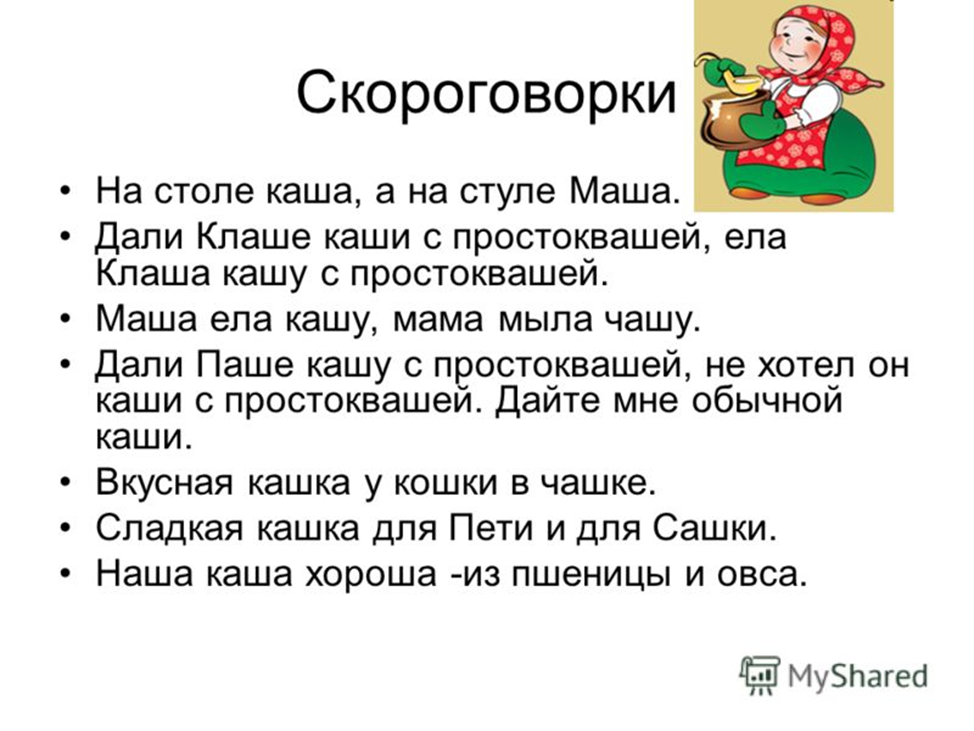 Скороговорки
• На столе каша, а на стуле Маша.
• Дали Клаше каши с простоквашей, ела
Клаша кашу с простоквашей.
• Маша ела кашу, мама мыла чашу.
• Дали Паше кашу с простоквашей, не хотел он
каши с простоквашей. Дайте мне обычной
каши.
• Вкусная кашка у кошки в чашке.
• Сладкая кашка для Пети и для Сашки.
• Наша каша хороша -из пшеницы и овса.
MyShared